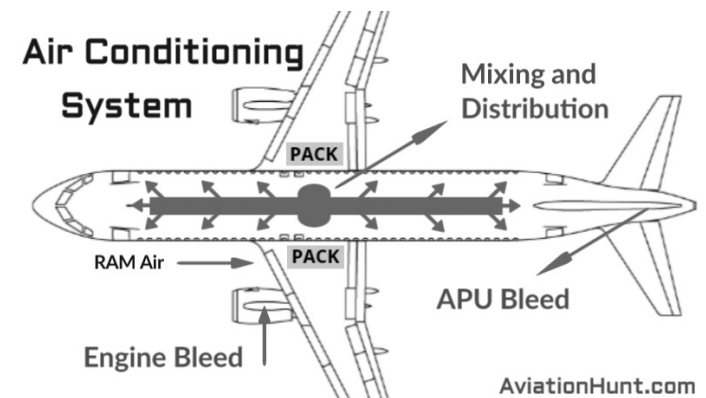 Air Conditioning
System
Mixing and
Distribution
PACK
PACK
RAM Air
APU Bleed
Engine Bleed
AviationHunt.com